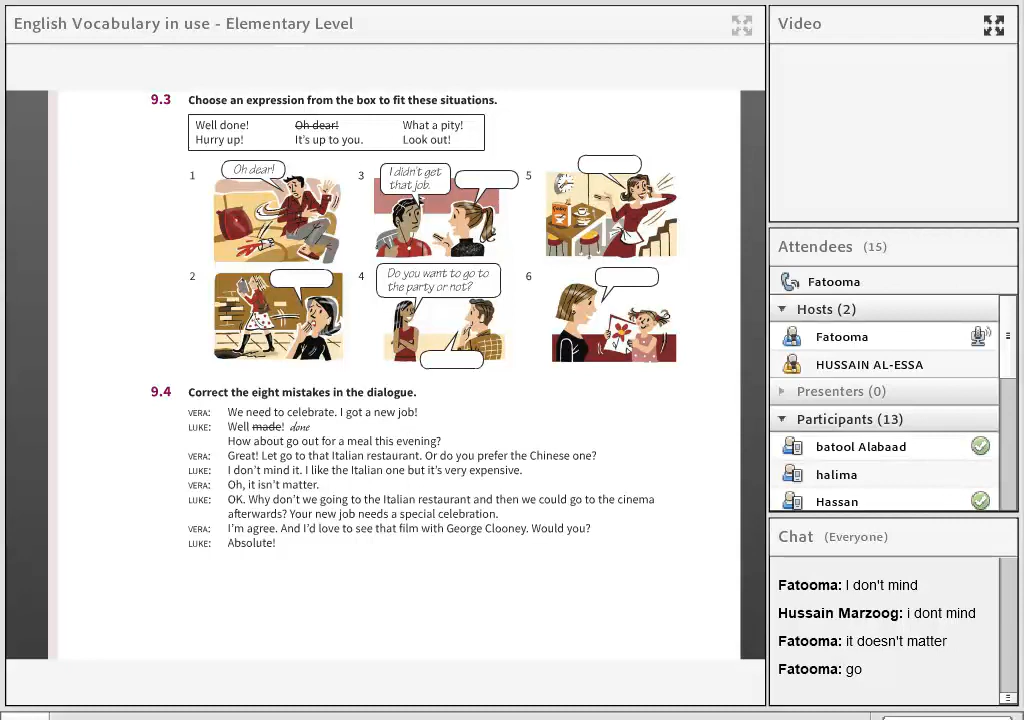 English Vocabulary in use - Elementary Level
9.3 Choose an expression from the box to fit these situations.
Well done! Oh dear! What a pity!
Hurry up! It's up to you. Look out!
1 Oh dear!
3 I didn't get
that job.
5
2
4 Do you want to go to
the party or not?
6
9.4 Correct the eight mistakes in the dialogue.
VERA: We need to celebrate. I got a new job!
LUKE: Well made! done
How about go out for a meal this evening?
VERA: Great! Let go to that Italian restaurant. Or do you prefer the Chinese one?
LUKE: I don't mind it. I like the Italian one but it's very expensive.
VERA: Oh, it isn't matter.
LUKE: OK. Why don't we going to the Italian restaurant and then we could go to the cinema
afterwards? Your new job needs a special celebration.
VERA: I'm agree. And I'd love to see that film with George Clooney. Would you?
LUKE: Absolute!
Video
Attendees (15)
Fatooma
Hosts (2)
Fatooma
HUSSAIN AL-ESSA
Presenters (0)
Participants (13)
batool Alabaad
halima
Hassan
Chat (Everyone)
Fatooma: I don't mind
Hussain Marzoog: i dont mind
Fatooma: it doesn't matter
Fatooma: go